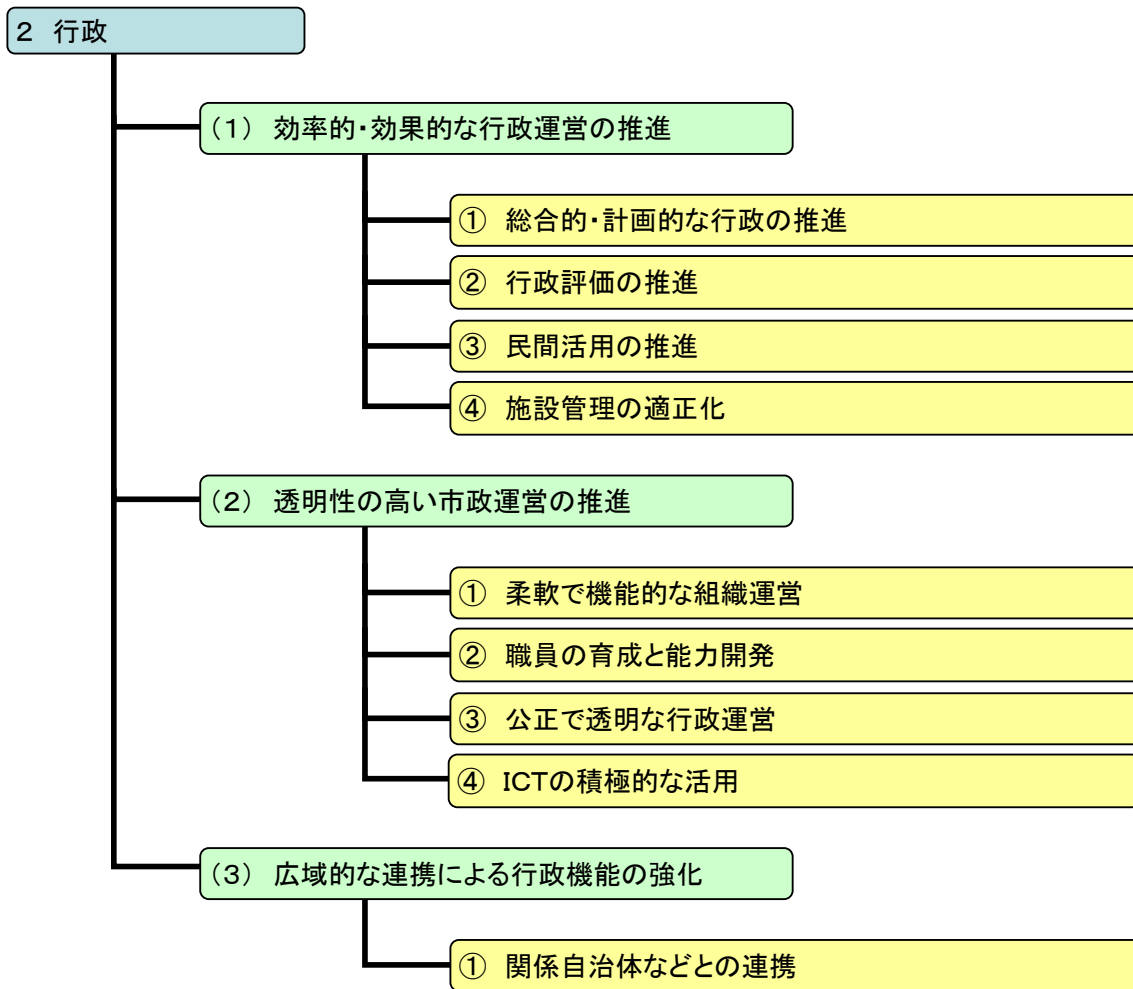 ２　行政
（１）　効率的・効果的な行政運営の推進
①　総合的・計画的な行政の推進
②　行政評価の推進
③　民間活用の推進
④　施設管理の適正化
（２）　透明性の高い市政運営の推進
①　柔軟で機能的な組織運営
②　職員の育成と能力開発
③　公正で透明な行政運営
④　ICTの積極的な活用
（３）　広域的な連携による行政機能の強化
①　関係自治体などとの連携